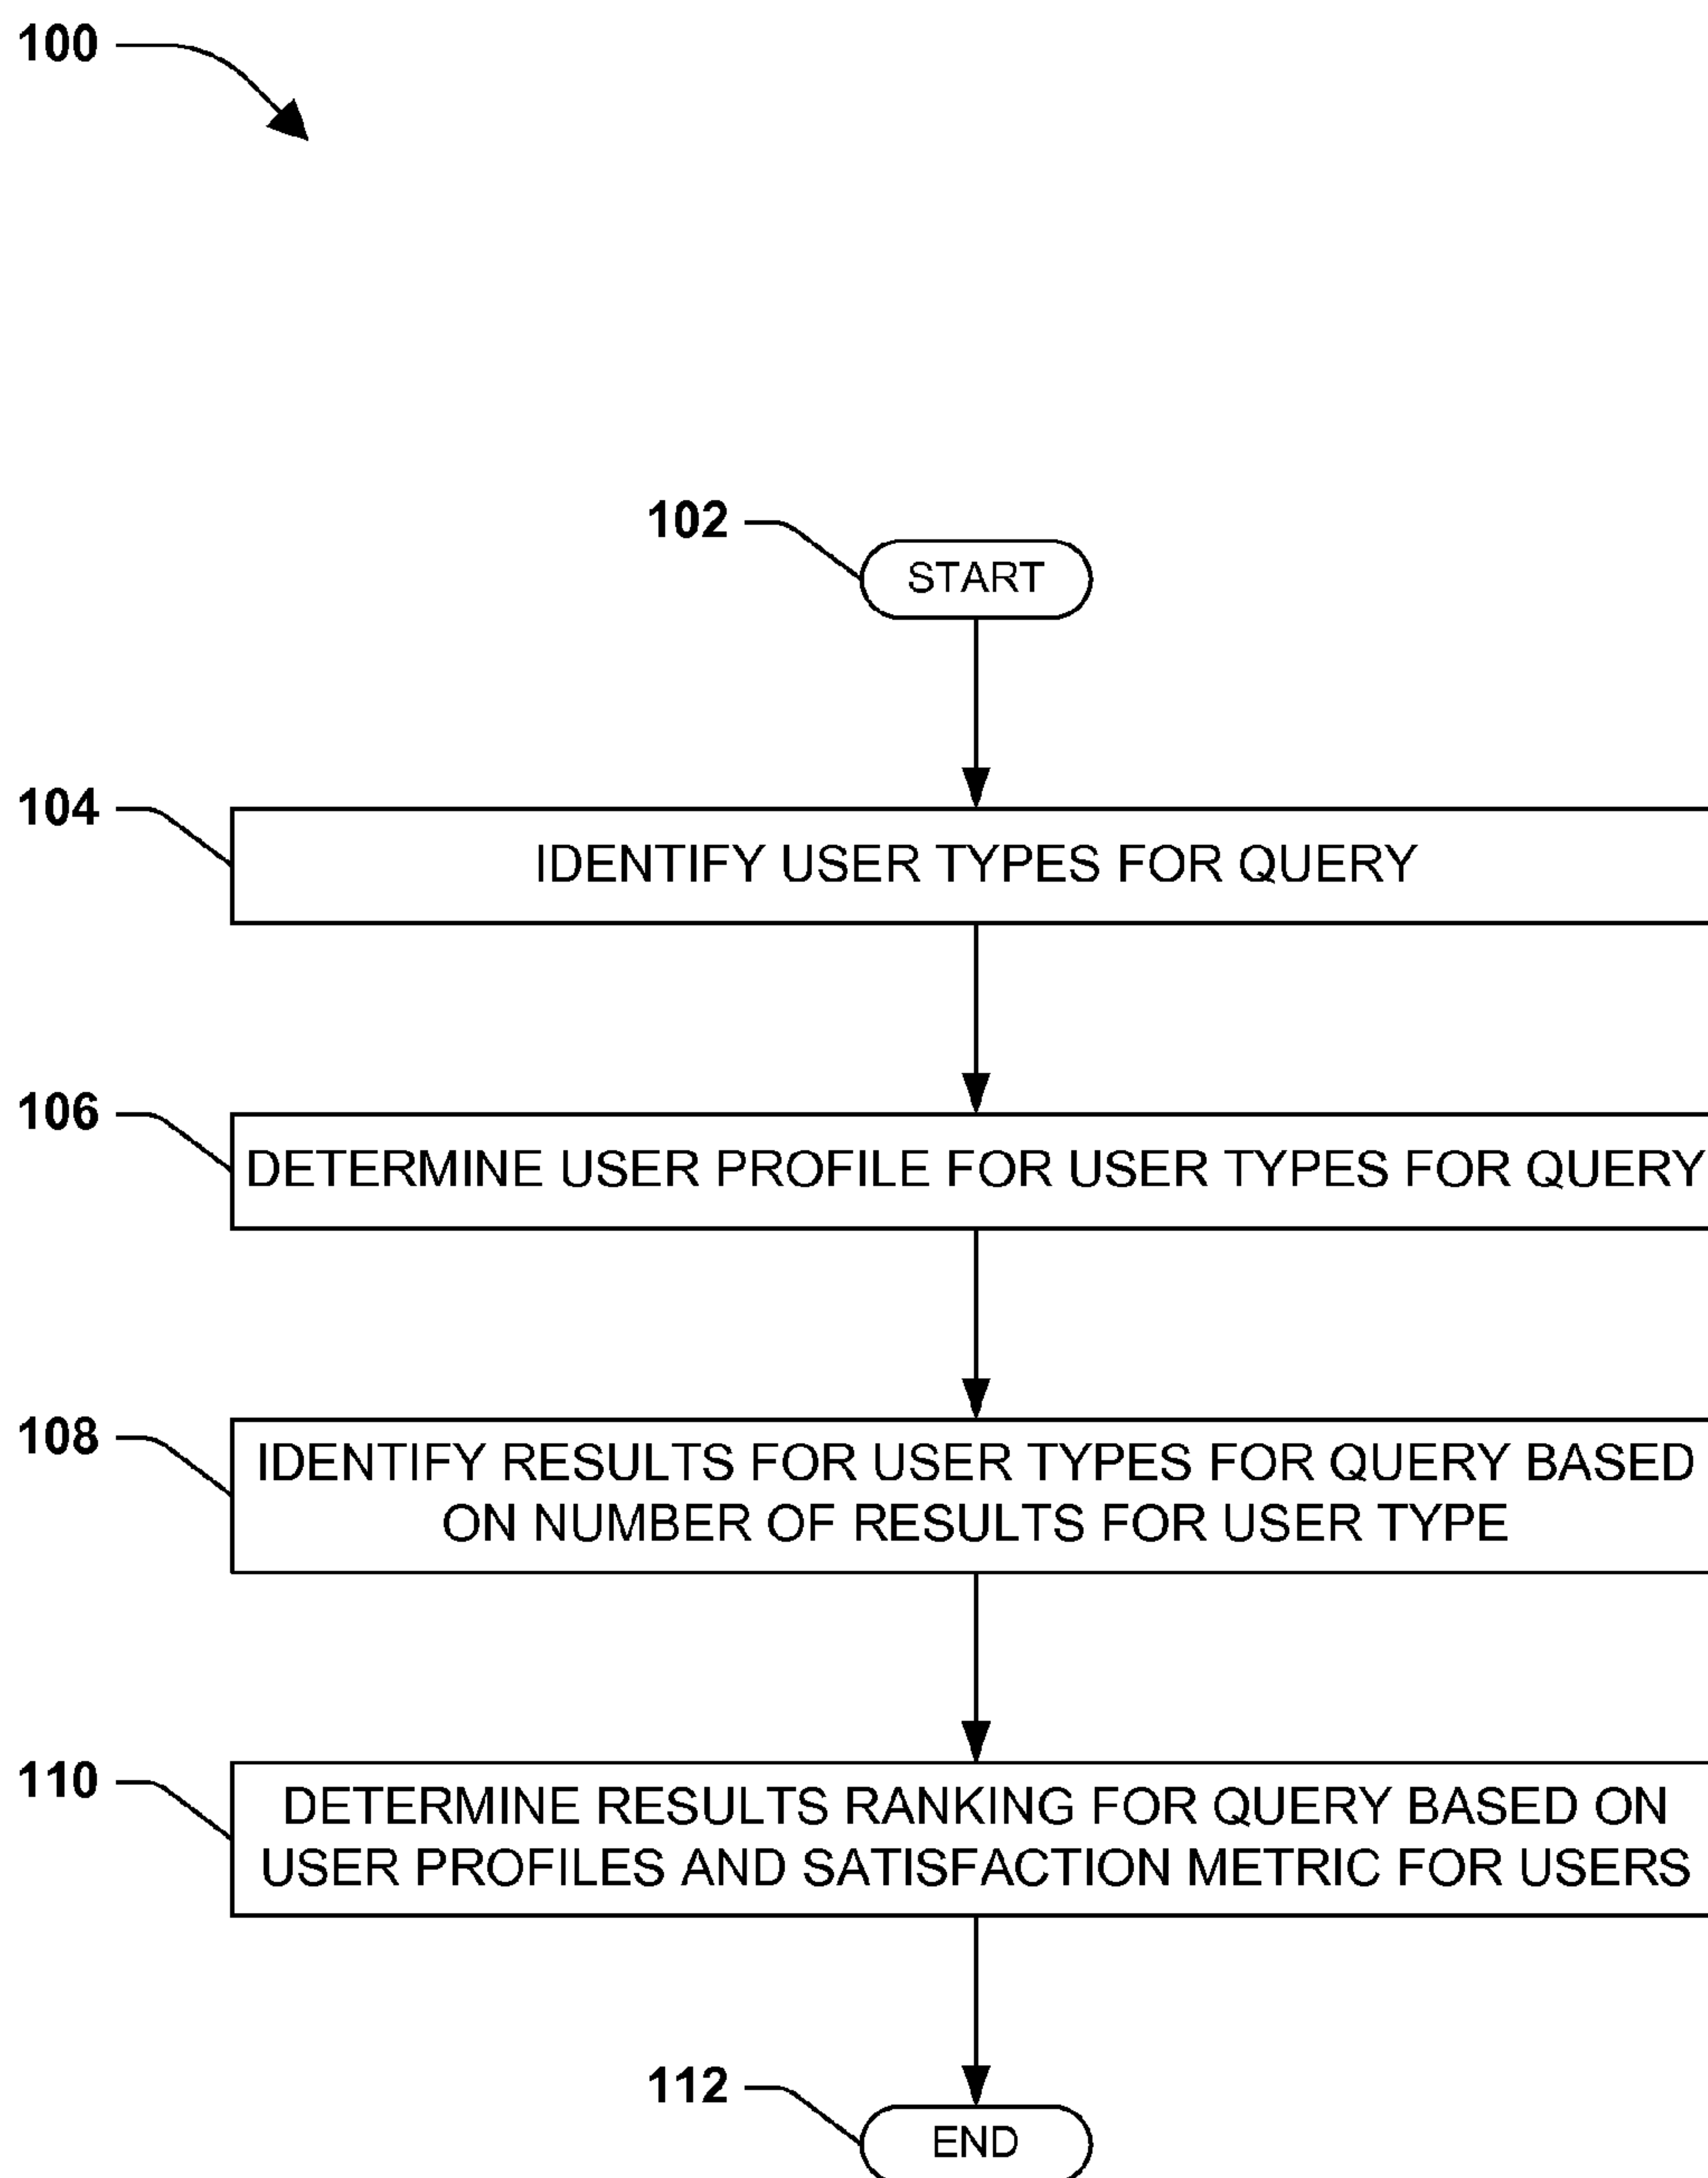 100
102
START
104
IDENTIFY USER TYPES FOR QUERY
106
DETERMINE USER PROFILE FOR USER TYPES FOR QUERY
108
IDENTIFY RESULTS FOR USER TYPES FOR QUERY BASED
ON NUMBER OF RESULTS FOR USER TYPE
110
DETERMINE RESULTS RANKING FOR QUERY BASED ON
USER PROFILES AND SATISFACTION METRIC FOR USERS
112
END